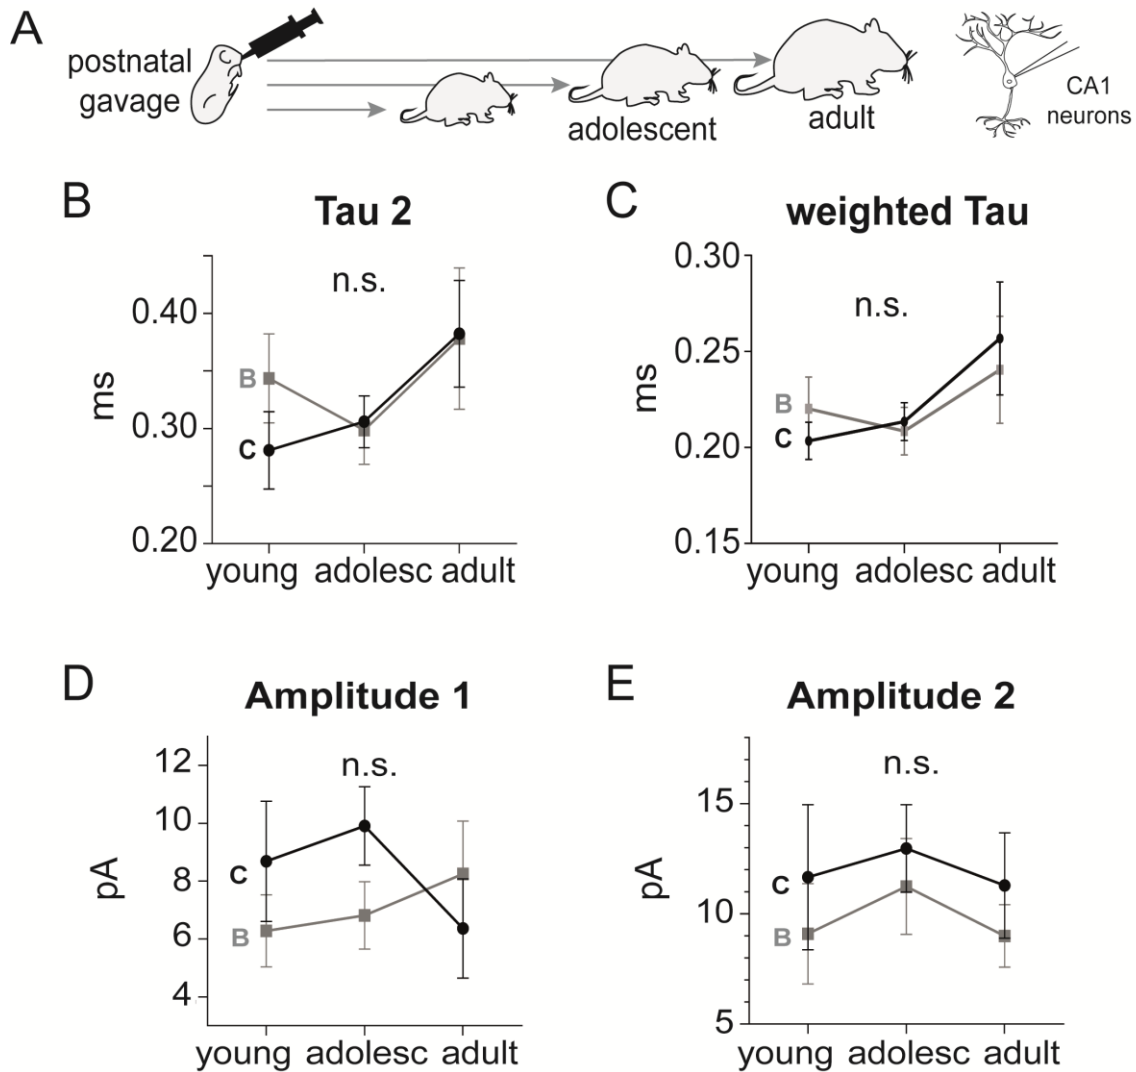 A
postnatal
gavage
adolescent
adult
CA1
neurons
B
Tau 2
n.s.
ms
0.40
0.30
0.20
B
C
young adolesc adult
C
weighted Tau
n.s.
ms
0.30
0.25
0.20
0.15
B
C
young adolesc adult
D
Amplitude 1
n.s.
pA
12
10
8
6
4
C
B
young adolesc adult
E
Amplitude 2
n.s.
pA
15
10
5
C
B
young adolesc adult